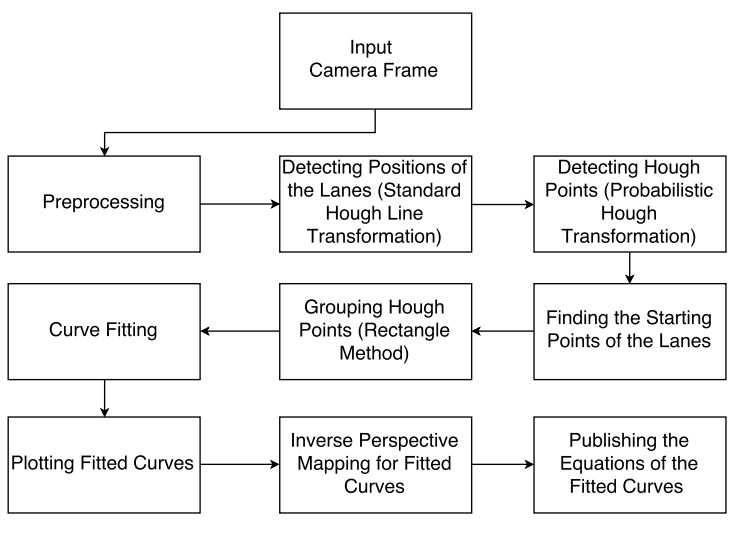 Input
Camera Frame
Preprocessing
Detecting Positions of
the Lanes (Standard
Hough Line
Transformation)
Detecting Hough
Points (Probabilistic
Hough
Transformation)
Finding the Starting
Points of the Lanes
Grouping Hough
Points (Rectangle
Method)
Curve Fitting
Plotting Fitted Curves
Inverse Perspective
Mapping for Fitted
Curves
Publishing the
Equations of the
Fitted Curves